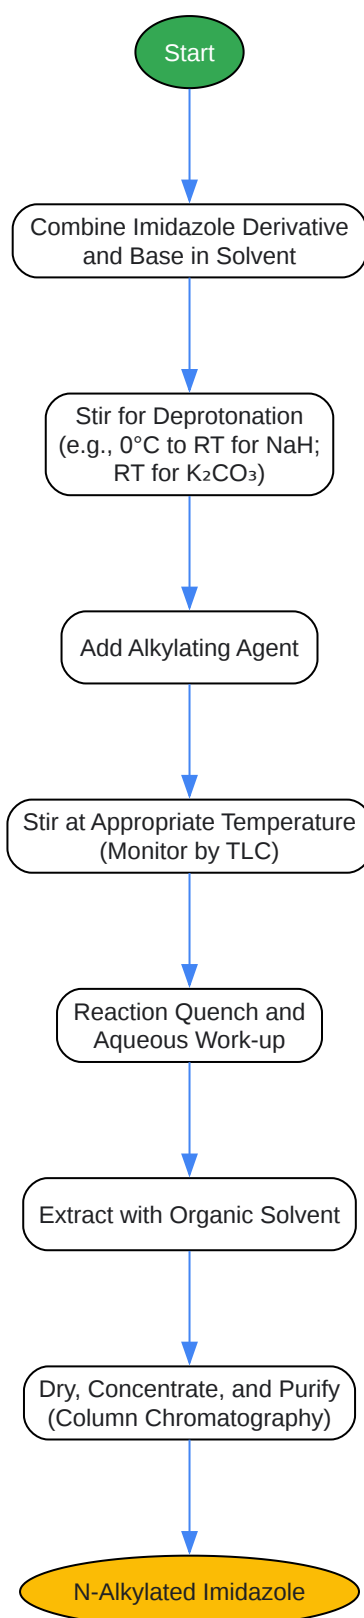 Start
Combine Imidazole Derivative
and Base in Solvent
Stir for Deprotonation
(e.g., 0°C to RT for NaH;
RT for K₂CO₃)
Add Alkylating Agent
Stir at Appropriate Temperature
(Monitor by TLC)
Reaction Quench and
Aqueous Work-up
Extract with Organic Solvent
Dry, Concentrate, and Purify
(Column Chromatography)
N-Alkylated Imidazole